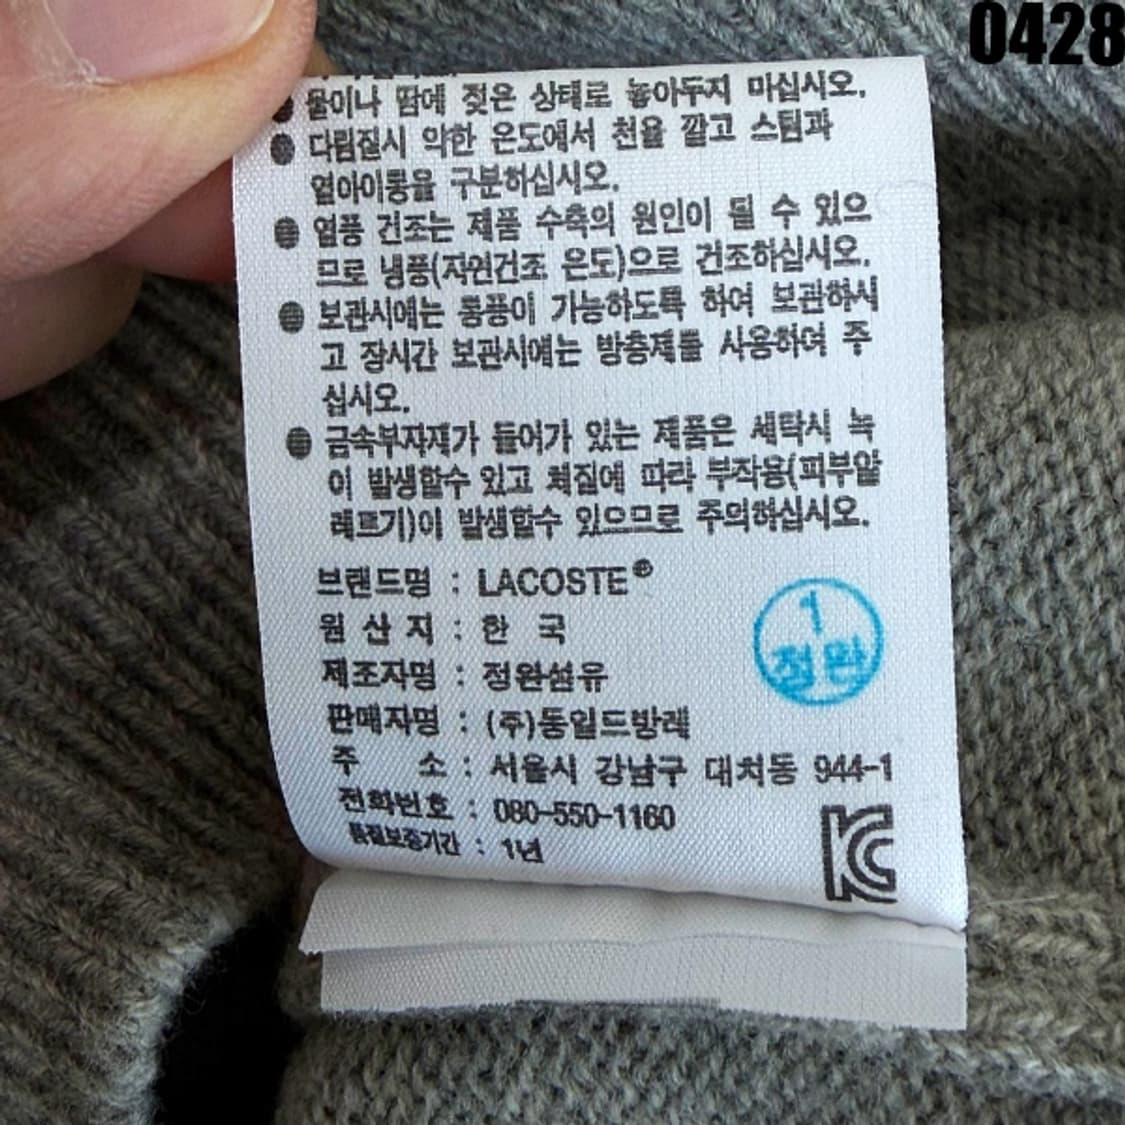 0428
● 물이나 땀에 젖은 상태로 놓아두지 마십시오.
● 다림질시 약한 온도에서 천을 깔고 스팀과
열아이롱을 구분하십시오.
● 열풍 건조는 제품 수축의 원인이 될 수 있으
므로 냉풍(자연건조 온도)으로 건조하십시오.
● 보관시에는 통풍이 가능하도록 하여 보관하시
고 장시간 보관시에는 방충제를 사용하여 주
십시오.
● 금속부자재가 들어가 있는 제품은 세탁시 녹
이 발생할수 있고 체질에 따라 부작용(피부알
레르기)이 발생할수 있으므로 주의하십시오.
브랜드명 : LACOSTE®
원 산 지 : 한 국
제조자명 : 정완섬유
판매자명 : (주)동일드방레
주 소 : 서울시 강남구 대치동 944-1
전화번호 : 080-550-1160
품질보증기간 : 1년
1
정완
KC